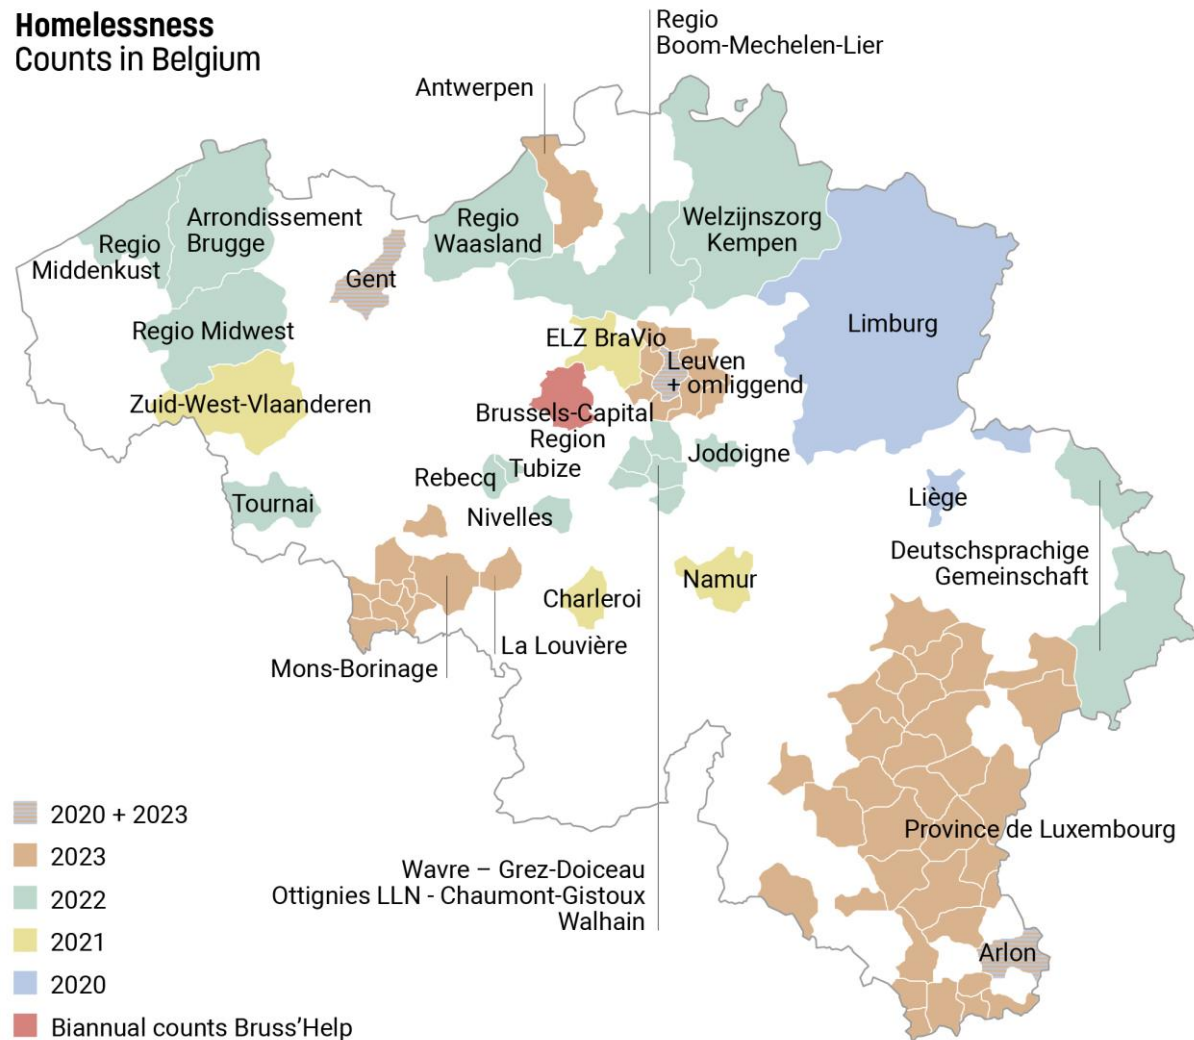 Homelessness
Counts in Belgium
Regio
Boom-Mechelen-Lier
Antwerpen
Arrondissement
Brugge
Regio
Middenkust
Regio
Waasland
Welzijnszorg
Kempen
Gent
Regio Midwest
ELZ BraVio
Limburg
Leuven
+ omliggend
Zuid-West-Vlaanderen
Brussels-Capital
Region
Jodoigne
Tubize
Rebecq
Tournai
Nivelles
Liège
Deutschsprachige
Gemeinschaft
Namur
Charleroi
La Louvière
Mons-Borinage
Province de Luxembourg
Wavre – Grez-Doiceau
Ottignies LLN - Chaumont-Gistoux
Walhain
Arlon
2020 + 2023
2023
2022
2021
2020
Biannual counts Bruss’Help